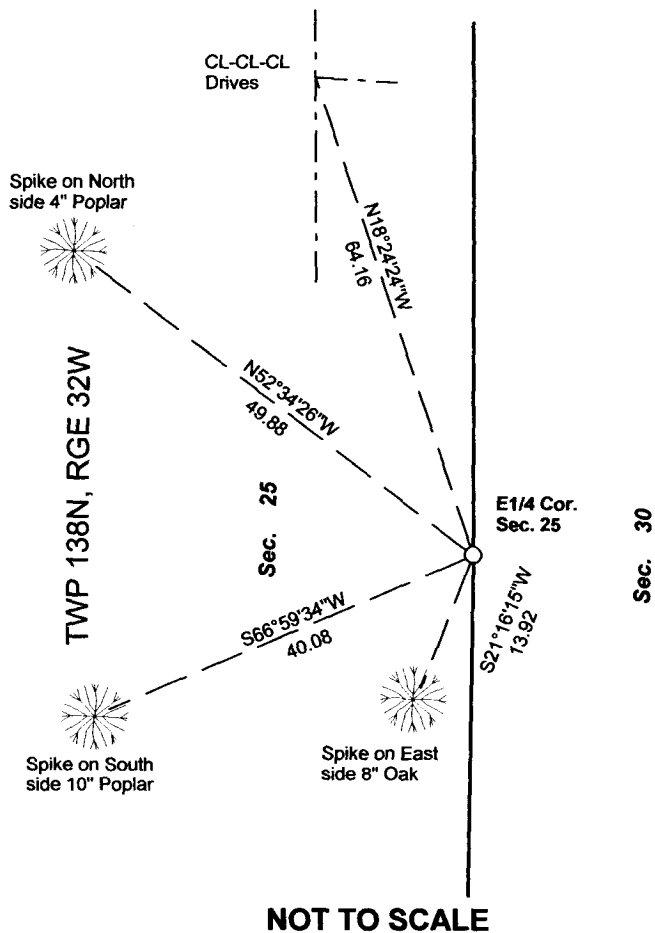 CL-CL-CL
Drives
Spike on North
side 4" Poplar
N18°24'24"W
64.16
N52°34'26"W
49.88
TWP 138N, RGE 32W
Sec. 25
E1/4 Cor.
Sec. 25
Sec. 30
S66°59'34"W
40.08
S21°16'15"W
13.92
Spike on South
side 10" Poplar
Spike on East
side 8" Oak
NOT TO SCALE